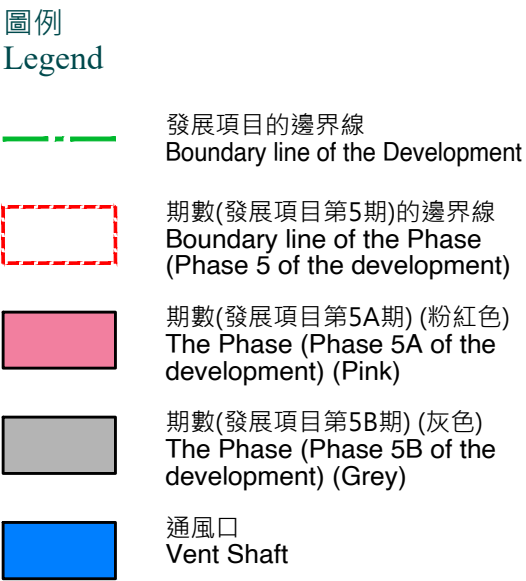 圖例
Legend
發展項目的邊界線
Boundary line of the Development
期數(發展項目第5期)的邊界線
Boundary line of the Phase
(Phase 5 of the development)
期數(發展項目第5A期) (粉紅色)
The Phase (Phase 5A of the
development) (Pink)
期數(發展項目第5B期) (灰色)
The Phase (Phase 5B of the
development) (Grey)
通風口
Vent Shaft